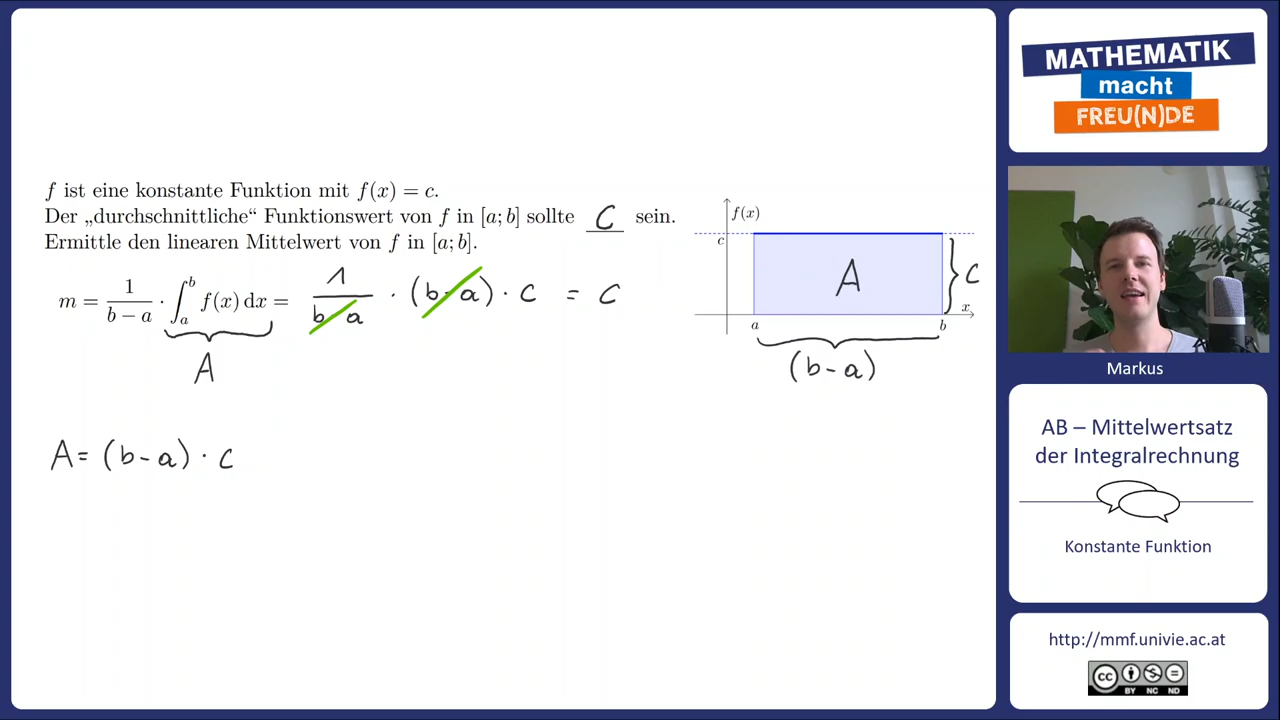 f ist eine konstante Funktion mit f(x) = c.
Der „durchschnittliche“ Funktionswert von f in [a; b] sollte C sein.
Ermittle den linearen Mittelwert von f in [a; b].
m = 1/(b − a) · ∫_a^b f(x) dx = 1/(b - a) · (b - a) · c = c
A
A = (b - a) · c
f(x)
c
A
C
x
a
b
(b - a)
MATHEMATIK
macht
FREU(N)DE
Markus
AB – Mittelwertsatz
der Integralrechnung
Konstante Funktion
http://mmf.univie.ac.at
CC
BY NC ND